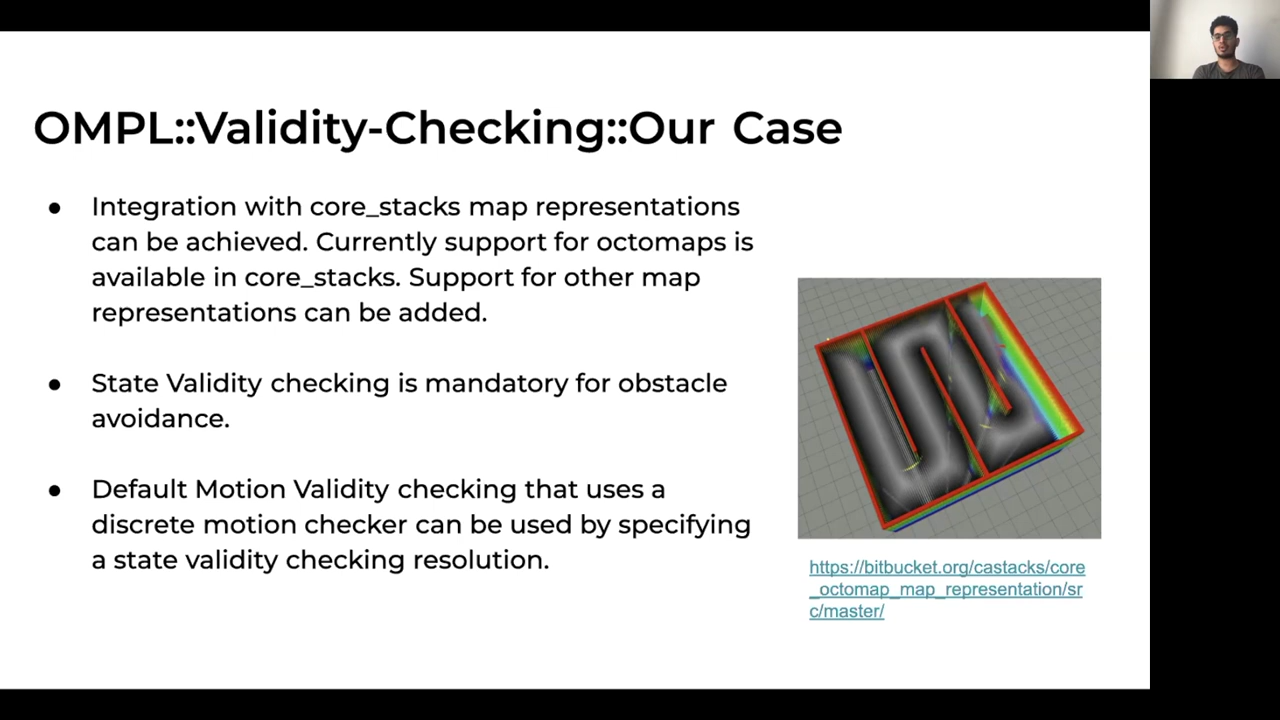 OMPL::Validity-Checking::Our Case
● Integration with core_stacks map representations
can be achieved. Currently support for octomaps is
available in core_stacks. Support for other map
representations can be added.
● State Validity checking is mandatory for obstacle
avoidance.
● Default Motion Validity checking that uses a
discrete motion checker can be used by specifying
a state validity checking resolution.
https://bitbucket.org/castacks/core
_octomap_map_representation/sr
c/master/